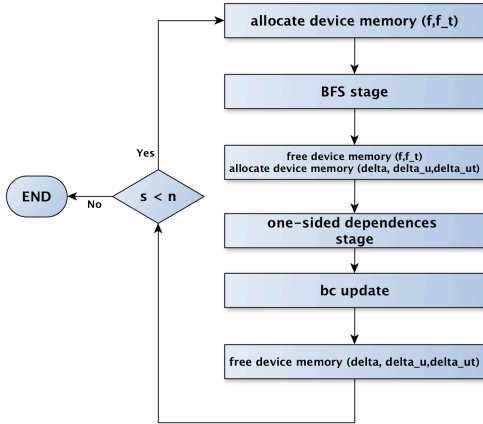 allocate device memory (f,f_t)
BFS stage
free device memory (f,f_t)
allocate device memory (delta, delta_u,delta_ut)
Yes
s < n
No
END
one-sided dependences
stage
bc update
free device memory (delta, delta_u,delta_ut)